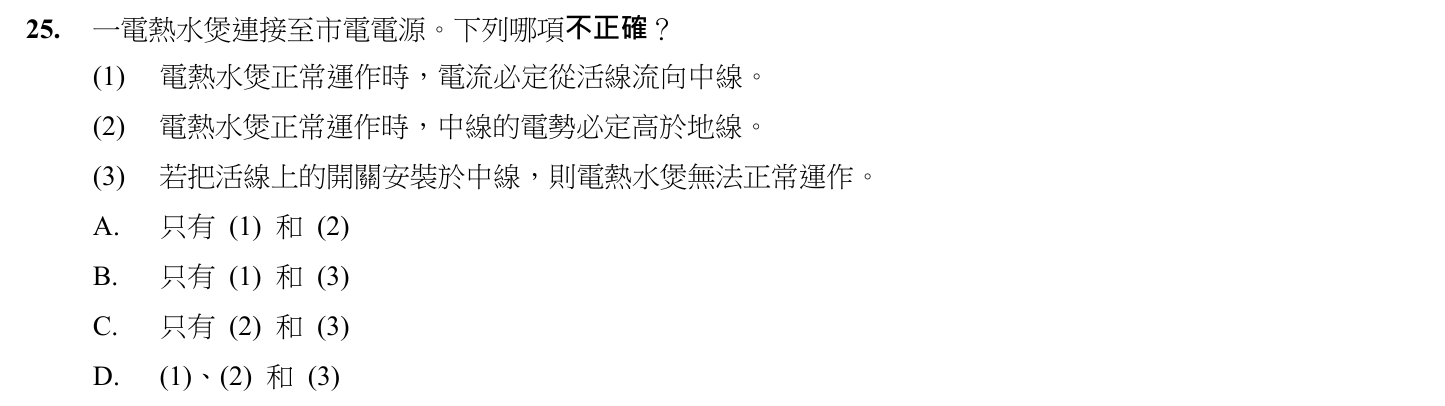 25. 一電熱水煲連接至市電電源。下列哪項不正確？
(1) 電熱水煲正常運作時，電流必定從活線流向中線。
(2) 電熱水煲正常運作時，中線的電勢必定高於地線。
(3) 若把活線上的開關安裝於中線，則電熱水煲無法正常運作。
A. 只有 (1) 和 (2)
B. 只有 (1) 和 (3)
C. 只有 (2) 和 (3)
D. (1)、(2) 和 (3)